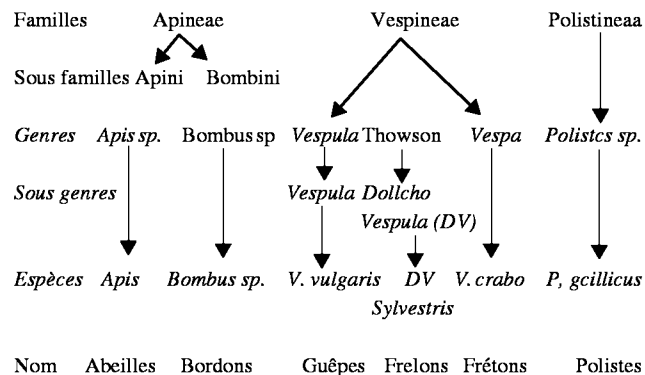 Familles Apineae Vespineae Polistineaa
Sous familles Apini Bombini
Genres Apis sp. Bombus sp Vespula Thowson Vespa Polistcs sp.
Sous genres Vespula Dollcho
Vespula (DV)
Espèces Apis Bombus sp. V. vulgaris DV V. crabo P, gcillicus
Sylvestris
Nom Abeilles Bordons Guêpes Frelons Frétons Polistes